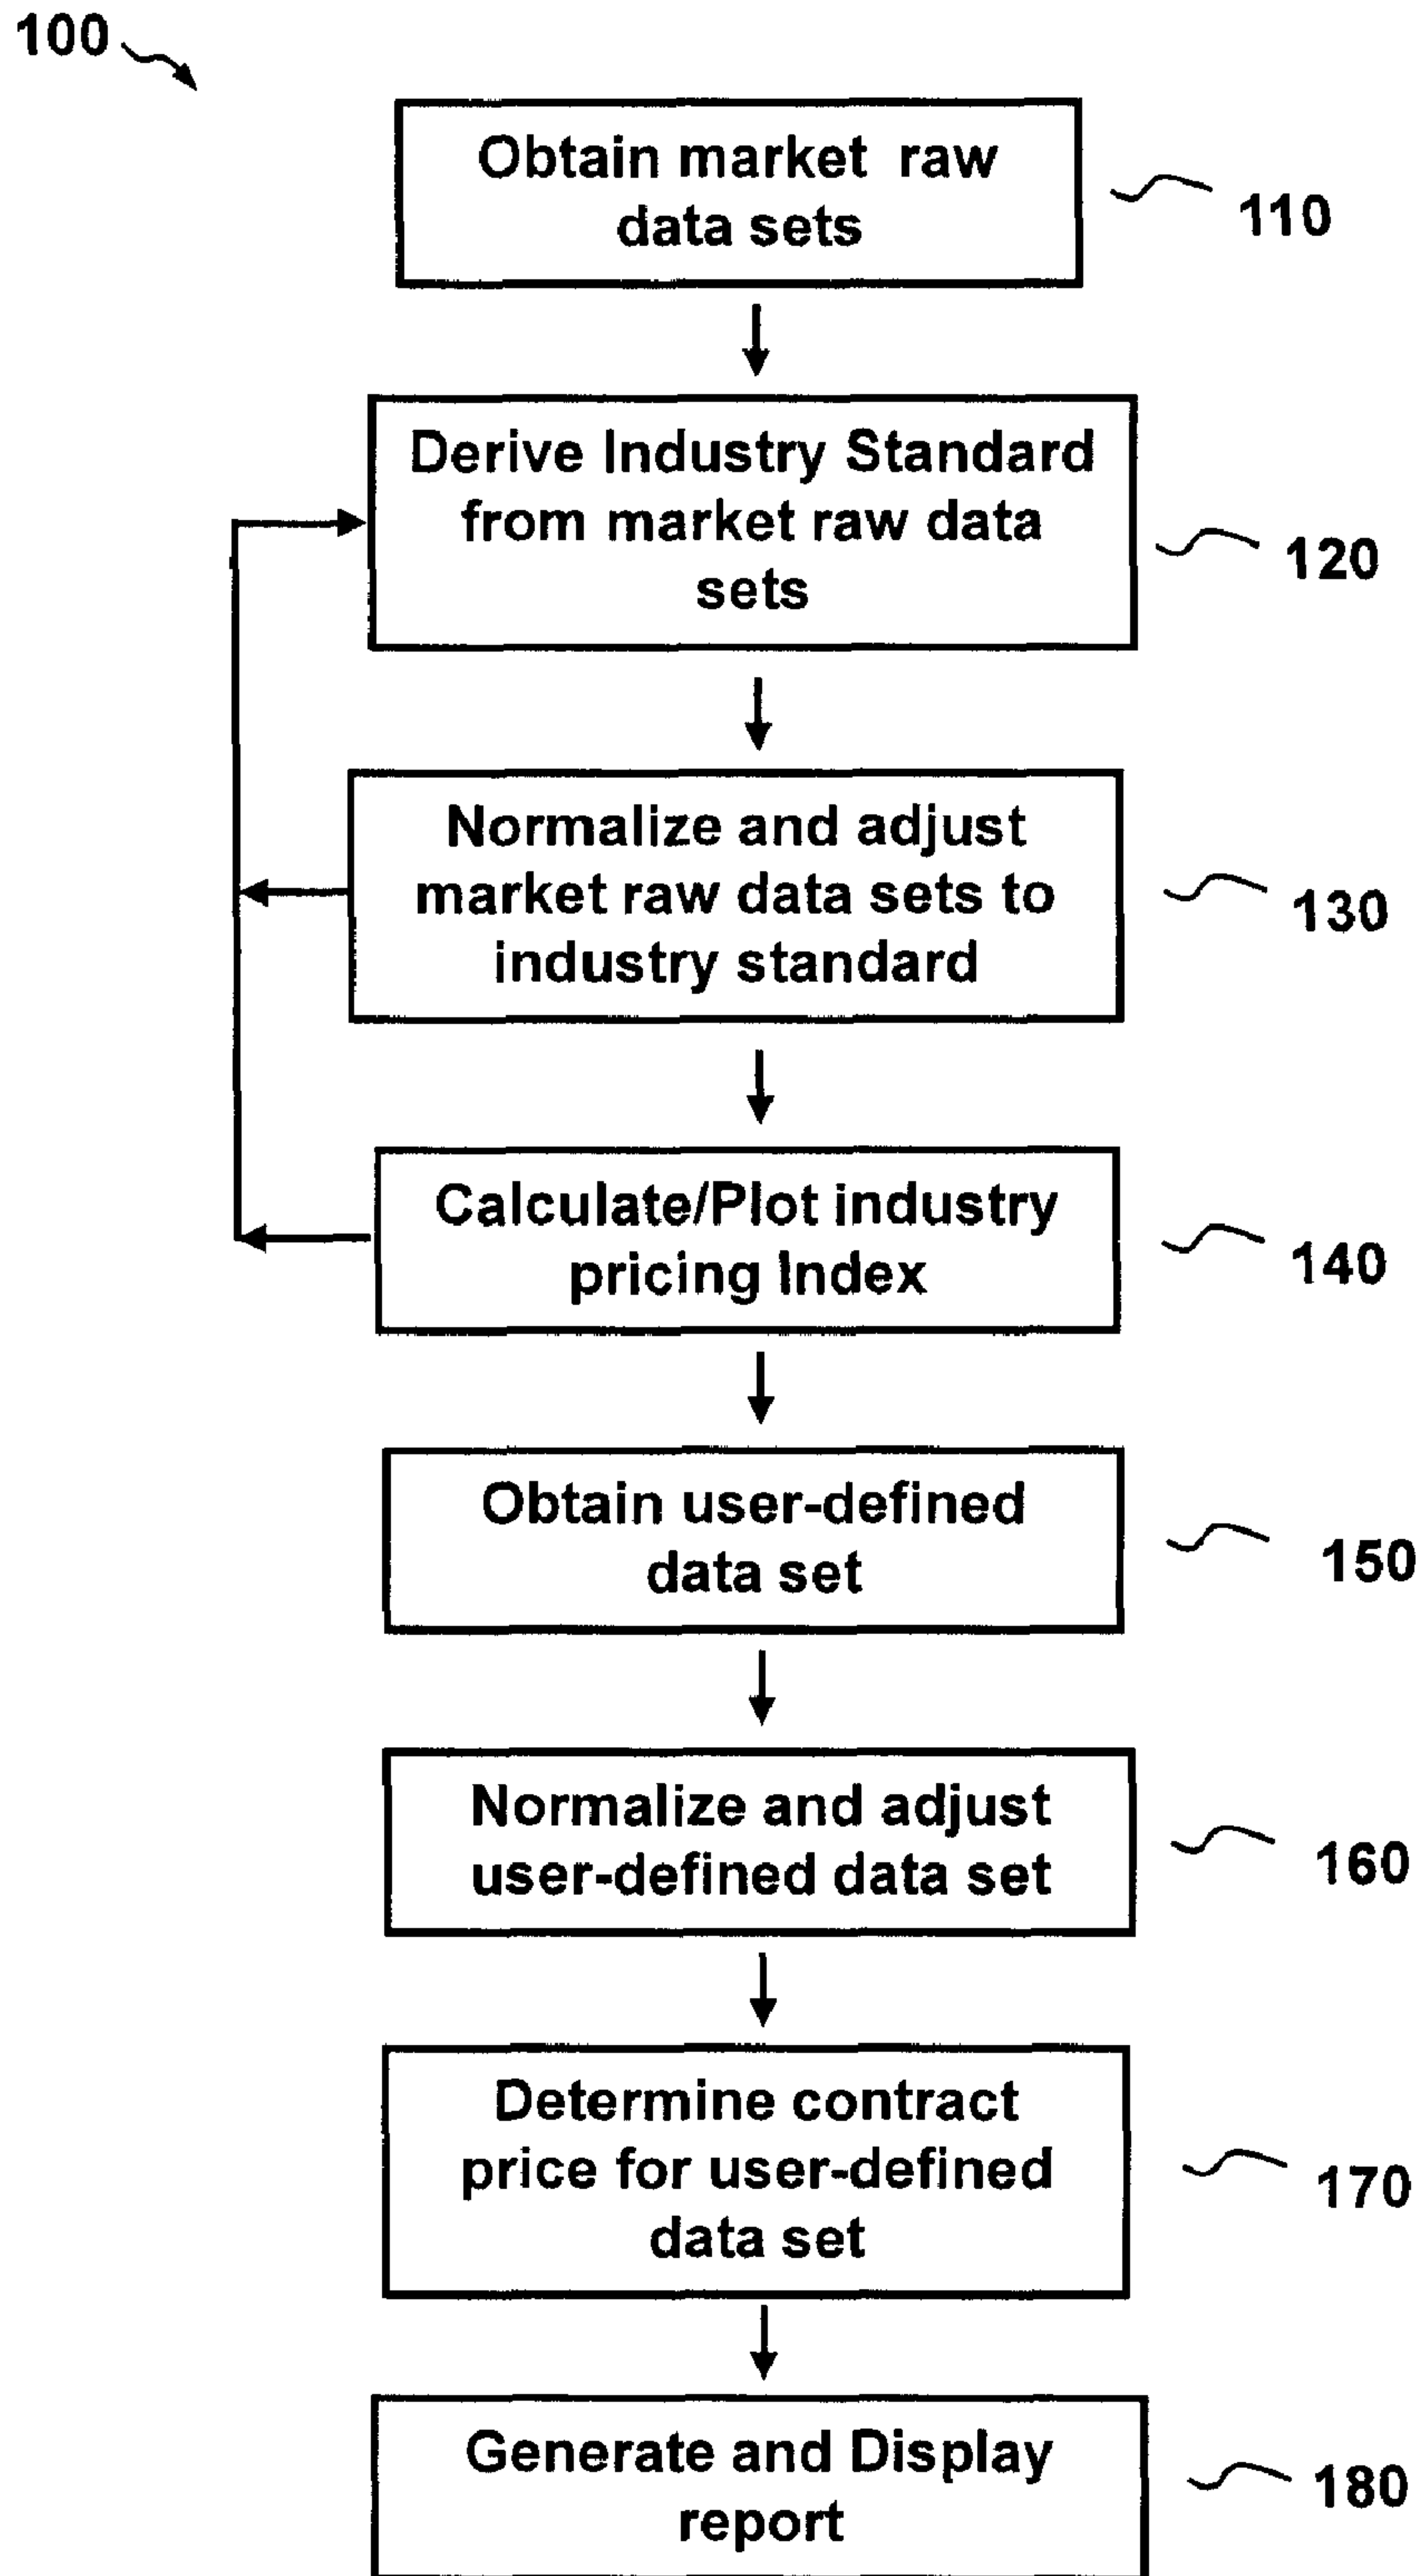 100
Obtain market raw
data sets
110
Derive Industry Standard
from market raw data
sets
120
Normalize and adjust
market raw data sets to
industry standard
130
Calculate/Plot industry
pricing Index
140
Obtain user-defined
data set
150
Normalize and adjust
user-defined data set
160
Determine contract
price for user-defined
data set
170
Generate and Display
report
180